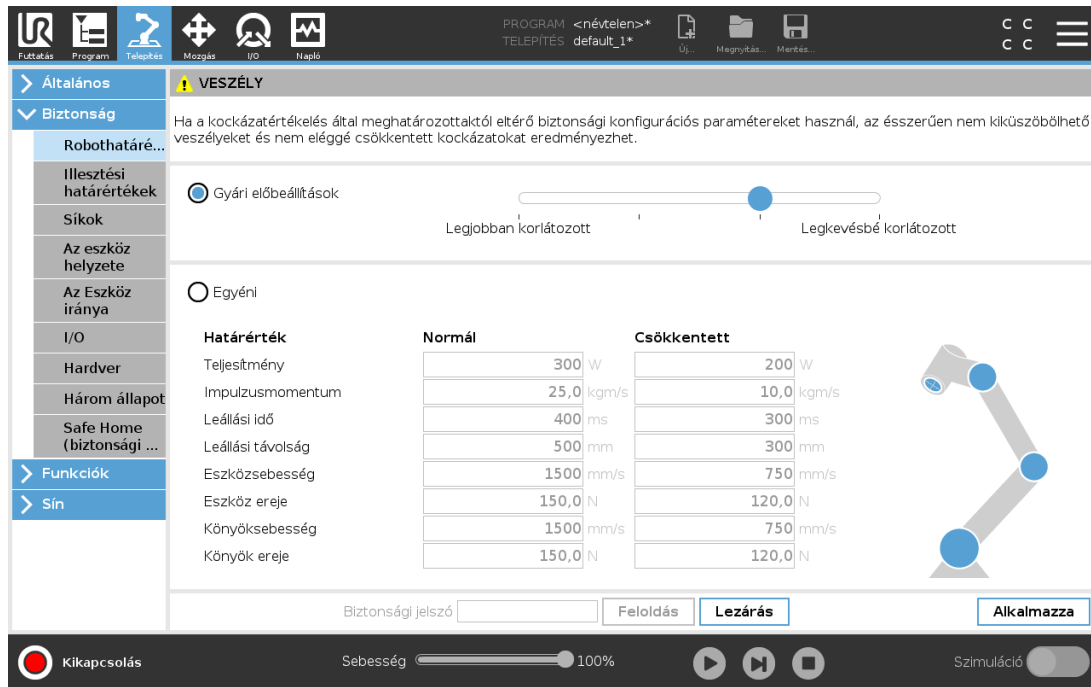 PROGRAM <névtelen>*
TELEPÍTÉS default_1*
Futtatás Program Telepítés Mozgás I/O Napló Új... Megnyitás... Mentés...
C C
C C
Általános
Biztonság
Robothatáré...
Illesztési
határértékek
Síkok
Az eszköz
helyzete
Az Eszköz
iránya
I/O
Hardver
Három állapot
Safe Home
(biztonsági ...
Funkciók
Sín
VESZÉLY
Ha a kockázatértékelés által meghatározottaktól eltérő biztonsági konfigurációs paramétereket használ, az ésszerűen nem kiküszöbölhető
veszélyeket és nem eléggé csökkentett kockázatokat eredményezhet.
Gyári előbeállítások
Legjobban korlátozott Legkevésbé korlátozott
Egyéni
Határérték Normál Csökkentett
Teljesítmény 300 W 200 W
Impulzusmomentum 25,0 kgm/s 10,0 kgm/s
Leállási idő 400 ms 300 ms
Leállási távolság 500 mm 300 mm
Eszközsebesség 1500 mm/s 750 mm/s
Eszköz ereje 150,0 N 120,0 N
Könyöksebesség 1500 mm/s 750 mm/s
Könyök ereje 150,0 N 120,0 N
Biztonsági jelszó Feloldás Lezárás Alkalmazza
Kikapcsolás Sebesség 100% Szimuláció